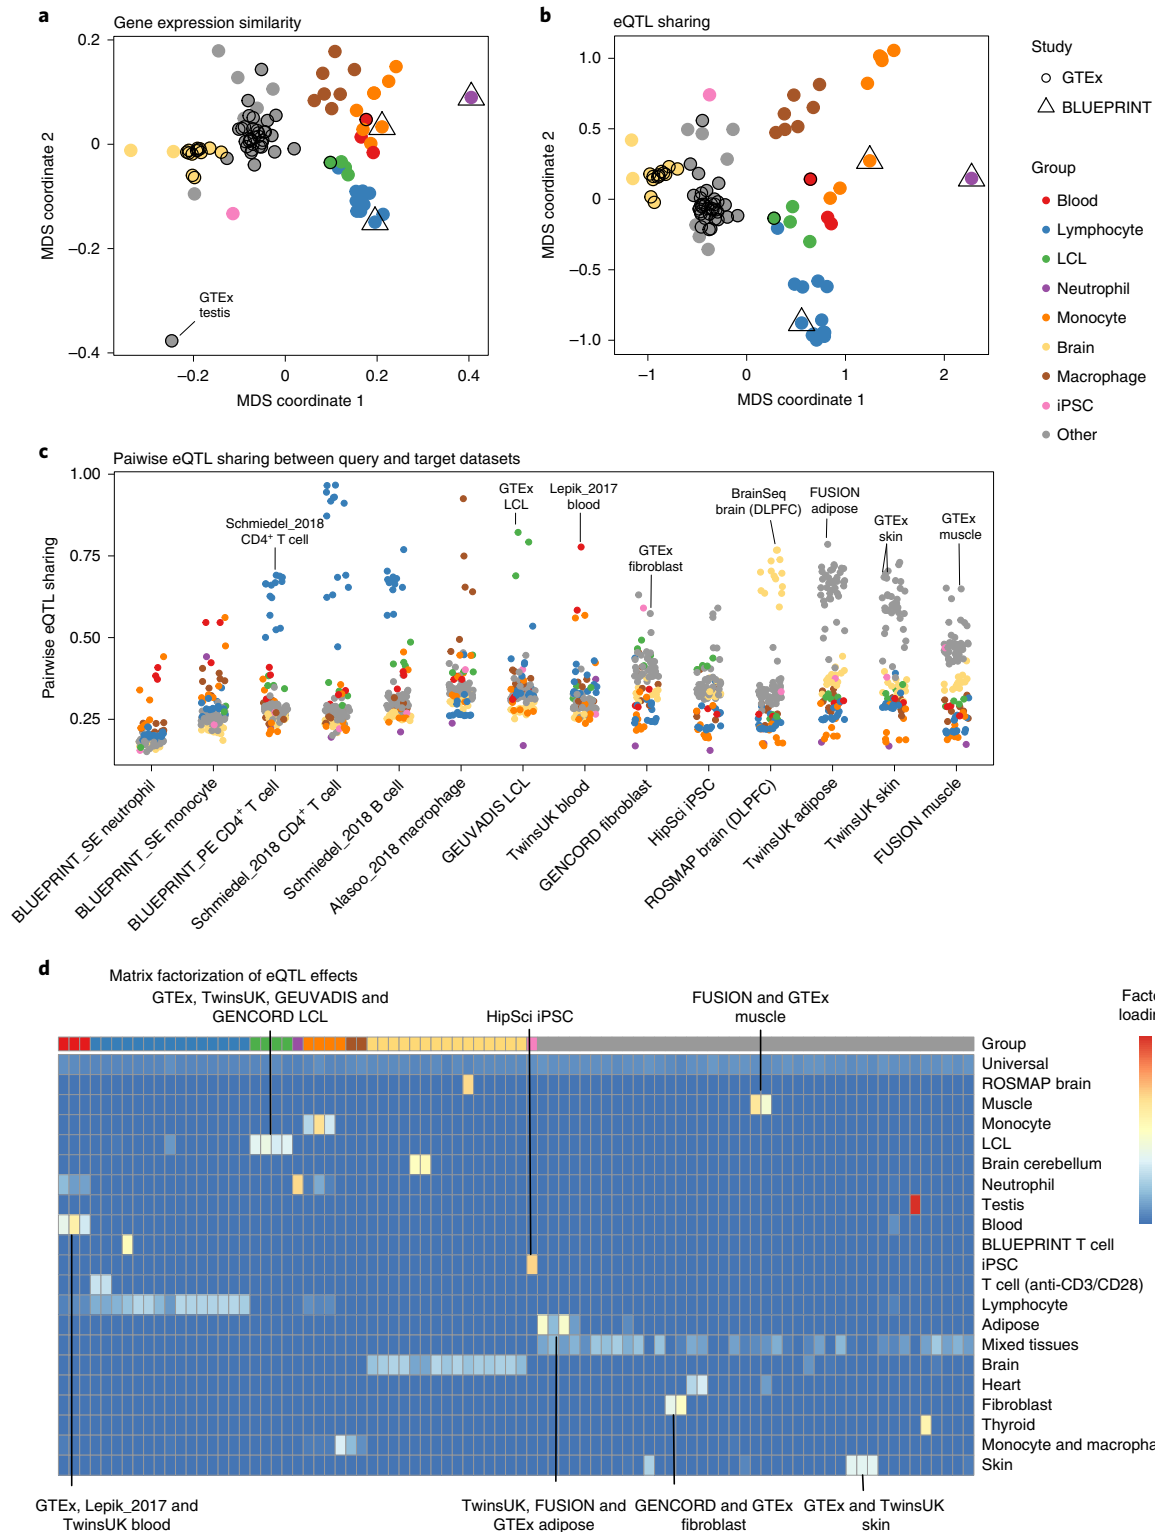 a
Gene expression similarity
0.2
0
−0.2
−0.4
MDS coordinate 2
GTEx
testis
−0.2
0
0.2
0.4
MDS coordinate 1
b
eQTL sharing
1.0
0.5
0
−0.5
−1.0
MDS coordinate 2
−1
0
1
2
MDS coordinate 1
Study
GTEx
BLUEPRINT
Group
Blood
Lymphocyte
LCL
Neutrophil
Monocyte
Brain
Macrophage
iPSC
Other
c
Paiwise eQTL sharing between query and target datasets
1.00
0.75
0.50
0.25
Pairwise eQTL sharing
Schmiedel_2018
CD4⁺ T cell
GTEx
LCL
Lepik_2017
blood
GTEx
fibroblast
BrainSeq
brain (DLPFC)
FUSION
adipose
GTEx
skin
GTEx
muscle
BLUEPRINT_SE neutrophil
BLUEPRINT_SE monocyte
BLUEPRINT_PE CD4⁺ T cell
Schmiedel_2018 CD4⁺ T cell
Schmiedel_2018 B cell
Alasoo_2018 macrophage
GEUVADIS LCL
TwinsUK blood
GENCORD fibroblast
HipSci iPSC
ROSMAP brain (DLPFC)
TwinsUK adipose
TwinsUK skin
FUSION muscle
d
Matrix factorization of eQTL effects
GTEx, TwinsUK, GEUVADIS and
GENCORD LCL
HipSci iPSC
FUSION and GTEx
muscle
Facto
loadin
Group
Universal
ROSMAP brain
Muscle
Monocyte
LCL
Brain cerebellum
Neutrophil
Testis
Blood
BLUEPRINT T cell
iPSC
T cell (anti-CD3/CD28)
Lymphocyte
Adipose
Mixed tissues
Brain
Heart
Fibroblast
Thyroid
Monocyte and macropha
Skin
GTEx, Lepik_2017 and
TwinsUK blood
TwinsUK, FUSION and
GTEx adipose
GENCORD and GTEx
fibroblast
GTEx and TwinsUK
skin